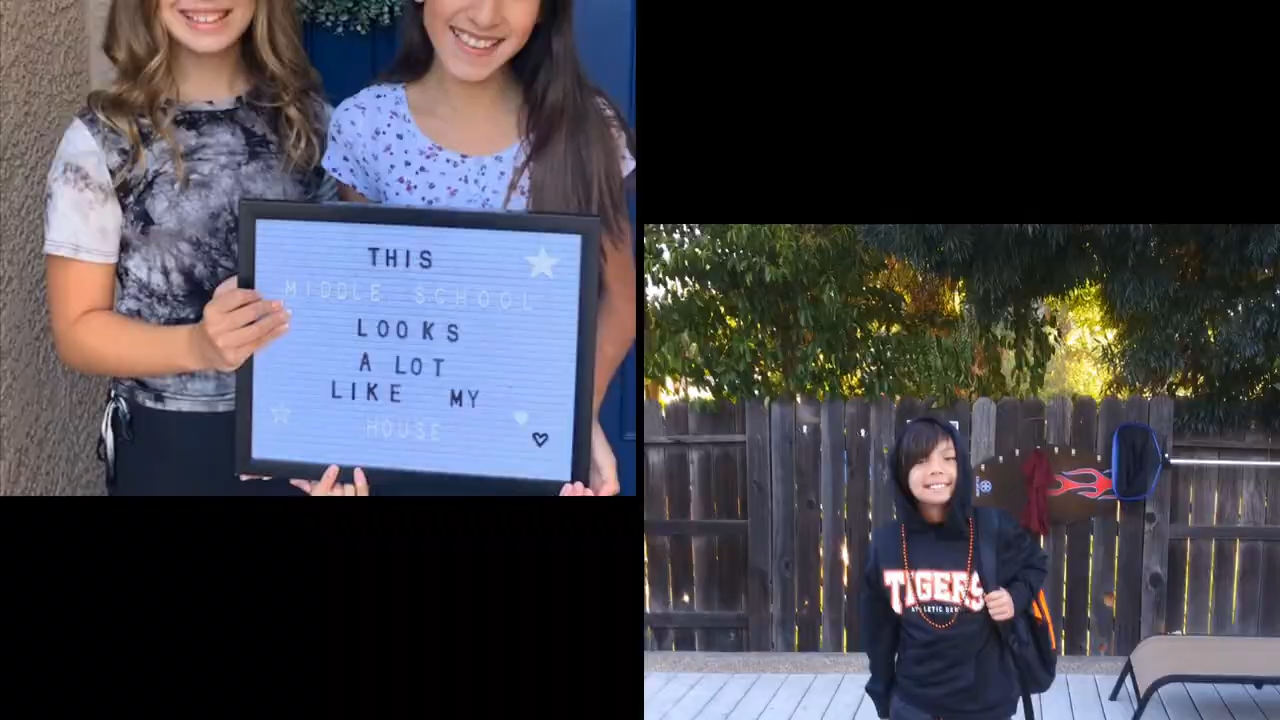 THIS
MIDDLE SCHOOL
LOOKS
A LOT
LIKE MY
HOUSE
TIGERS